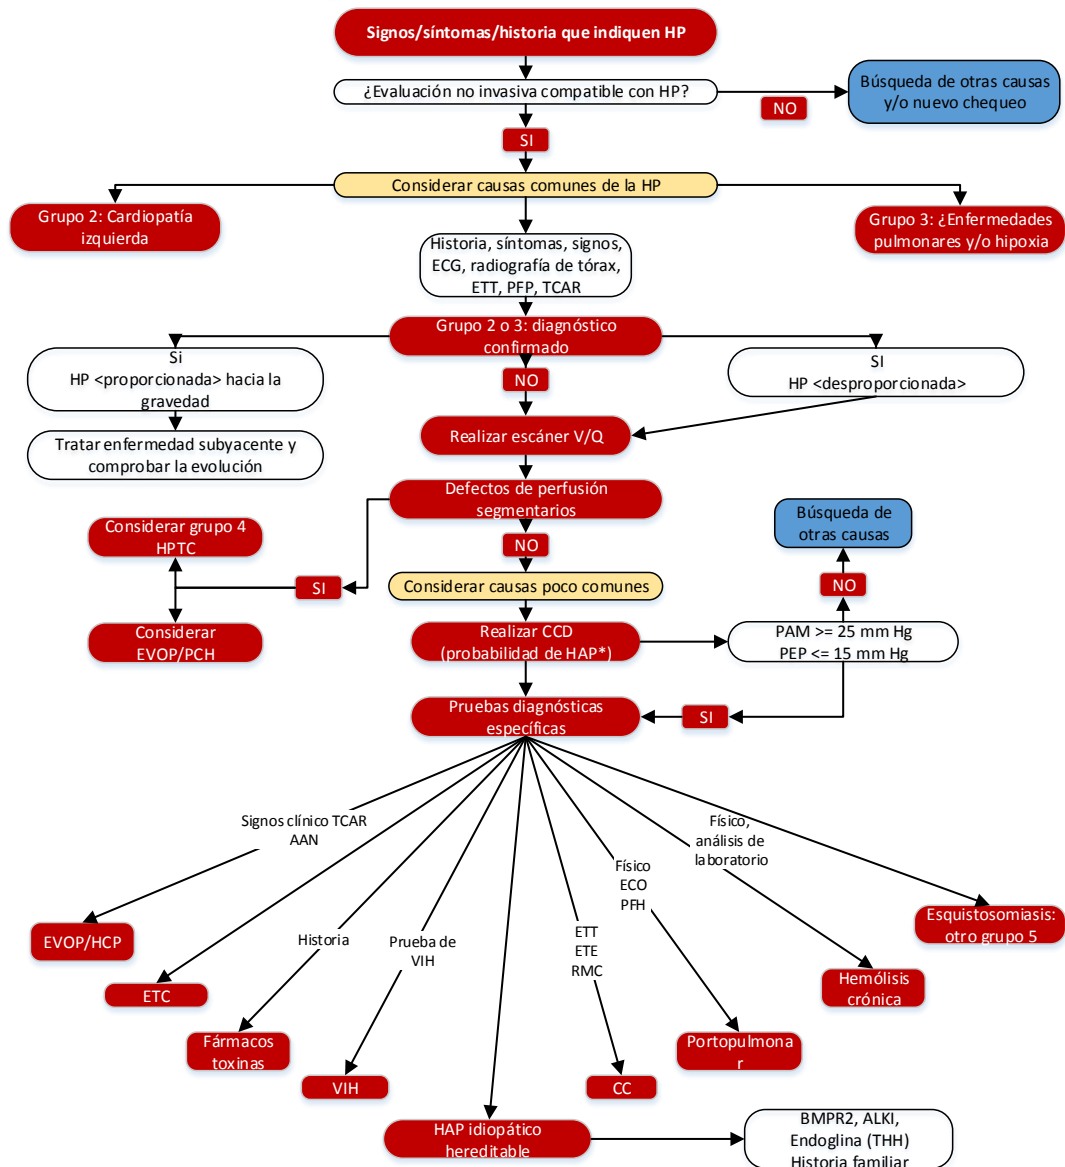 Signos/síntomas/historia que indiquen HP
¿Evaluación no invasiva compatible con HP?
Búsqueda de otras causas
y/o nuevo chequeo
NO
SI
Considerar causas comunes de la HP
Grupo 2: Cardiopatía
izquierda
Grupo 3: ¿Enfermedades
pulmonares y/o hipoxia
Historia, síntomas, signos,
ECG, radiografía de tórax,
ETT, PFP, TCAR
Grupo 2 o 3: diagnóstico
confirmado
Si
HP <proporcionada> hacia la
gravedad
SI
HP <desproporcionada>
NO
Tratar enfermedad subyacente y
comprobar la evolución
Realizar escáner V/Q
Defectos de perfusión
segmentarios
Búsqueda de
otras causas
Considerar grupo 4
HPTC
NO
SI
Considerar causas poco comunes
NO
Considerar
EVOP/PCH
Realizar CCD
(probabilidad de HAP*)
PAM >= 25 mm Hg
PEP <= 15 mm Hg
Pruebas diagnósticas
específicas
SI
Signos clínico TCAR
AAN
Físico,
análisis de
laboratorio
Físico
ECO
PFH
Historia
Prueba de
VIH
ETT
ETE
RMC
EVOP/HCP
Esquistosomiasis:
otro grupo 5
ETC
Hemólisis
crónica
Fármacos
toxinas
Portopulmona
r
VIH
CC
HAP idiopático
hereditable
BMPR2, ALKI,
Endoglina (THH)
Historia familiar